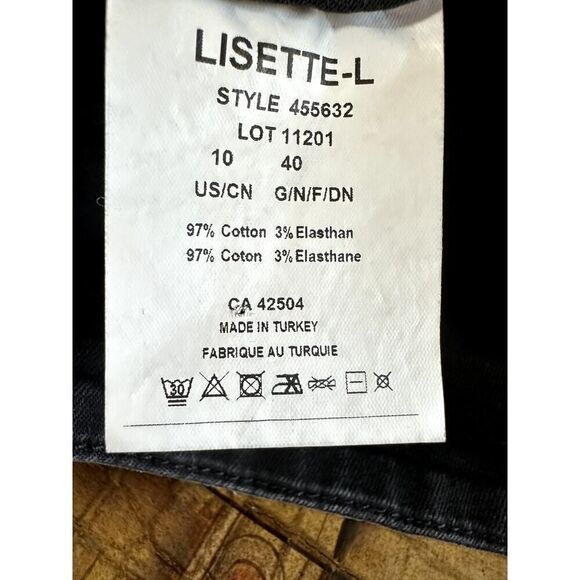 LISETTE-L
STYLE 455632
LOT 11201
10 40
US/CN G/N/F/DN
97% Cotton 3% Elasthan
97% Coton 3% Elasthane
CA 42504
MADE IN TURKEY
FABRIQUE AU TURQUIE
30